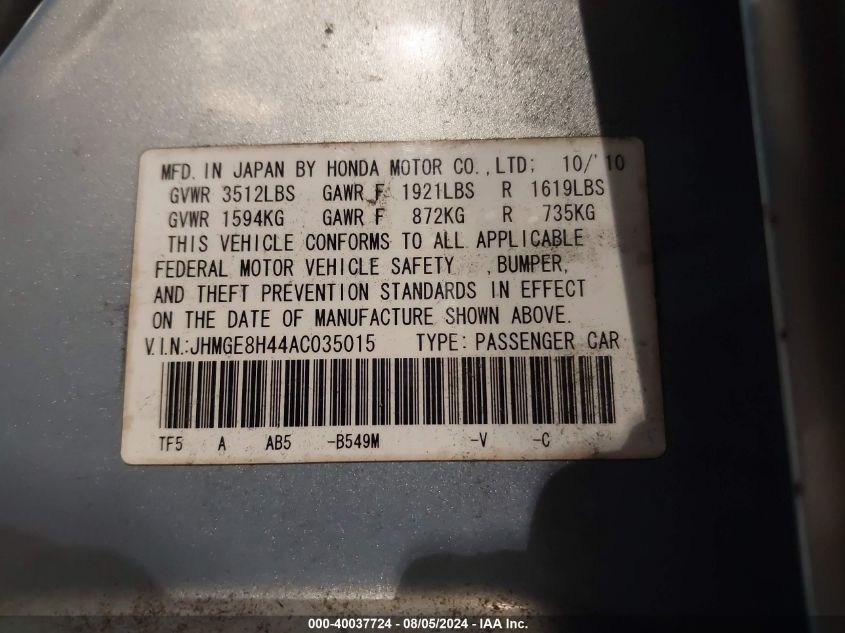 MFD. IN JAPAN BY HONDA MOTOR CO.,LTD; 10/'10
GVWR 3512LBS GAWR F 1921LBS R 1619LBS
GVWR 1594KG GAWR F 872KG R 735KG
THIS VEHICLE CONFORMS TO ALL APPLICABLE
FEDERAL MOTOR VEHICLE SAFETY , BUMPER,
AND THEFT PREVENTION STANDARDS IN EFFECT
ON THE DATE OF MANUFACTURE SHOWN ABOVE.
V.I.N.:JHMGE8H44AC035015 TYPE: PASSENGER CAR
TF5 A AB5 -B549M -V -C
000-40037724 - 08/05/2024 - IAA Inc.